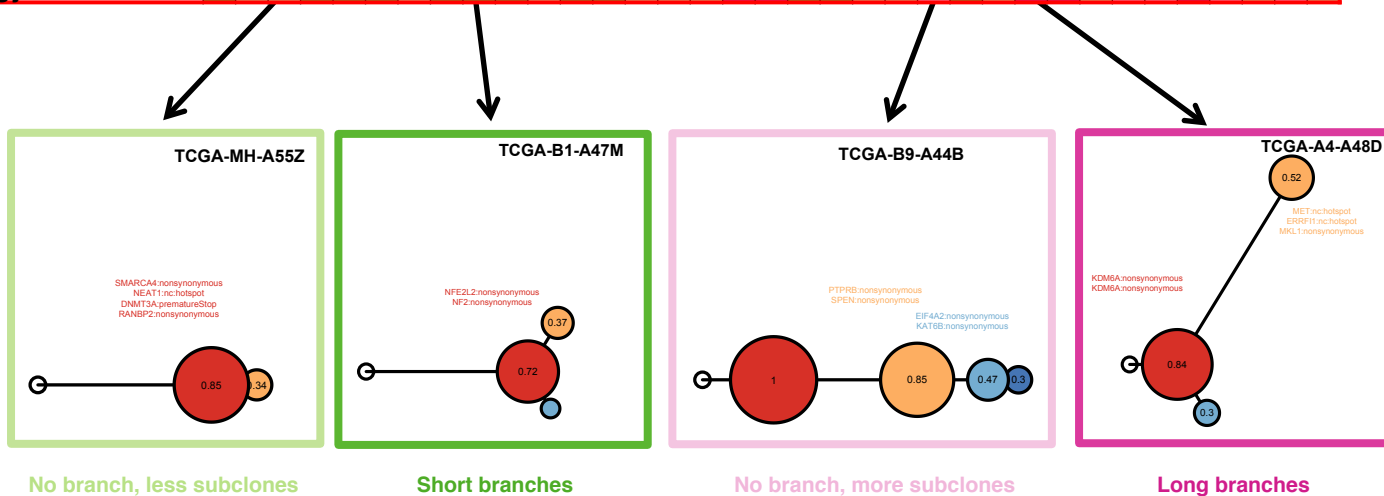 TCGA-MH-A55Z
SMARCA4:nonsynonymous
NEAT1:nc:hotspot
DNMT3A:prematureStop
RANBP2:nonsynonymous
0.85
.34
TCGA-B1-A47M
NFE2L2:nonsynonymous
NF2:nonsynonymous
0.37
0.72
TCGA-B9-A44B
PTPRB:nonsynonymous
SPEN:nonsynonymous
EIF4A2:nonsynonymous
KAT6B:nonsynonymous
1
0.85
0.47
0.3
TCGA-A4-A48D
0.52
MET:nc:hotspot
ERRFI1:nc:hotspot
MKL1:nonsynonymous
KDM6A:nonsynonymous
KDM6A:nonsynonymous
0.84
0.3
No branch, less subclones
Short branches
No branch, more subclones
Long branches